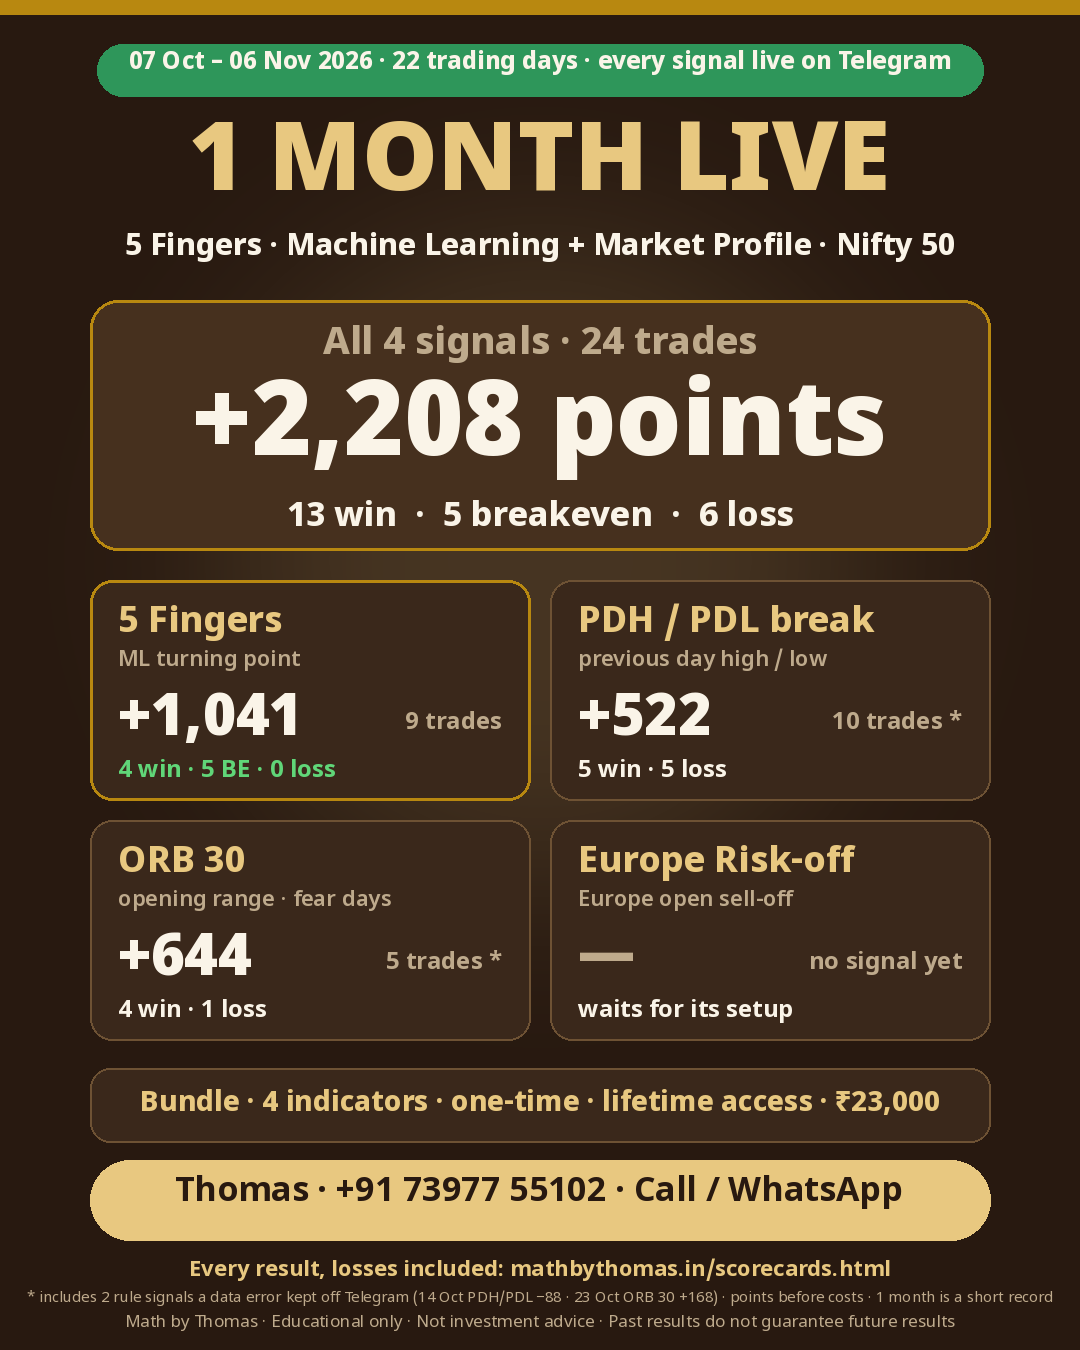 07 Oct – 06 Nov 2026 · 22 trading days · every signal live on Telegram
1 MONTH LIVE
5 Fingers · Machine Learning + Market Profile · Nifty 50
All 4 signals · 24 trades
+2,208 points
13 win · 5 breakeven · 6 loss
5 Fingers
ML turning point
+1,041 9 trades
4 win · 5 BE · 0 loss
PDH / PDL break
previous day high / low
+522 10 trades *
5 win · 5 loss
ORB 30
opening range · fear days
+644 5 trades *
4 win · 1 loss
Europe Risk-off
Europe open sell-off
— no signal yet
waits for its setup
Bundle · 4 indicators · one-time · lifetime access · ₹23,000
Thomas · +91 73977 55102 · Call / WhatsApp
Every result, losses included: mathbythomas.in/scorecards.html
* includes 2 rule signals a data error kept off Telegram (14 Oct PDH/PDL −88 · 23 Oct ORB 30 +168) · points before costs · 1 month is a short record
Math by Thomas · Educational only · Not investment advice · Past results do not guarantee future results